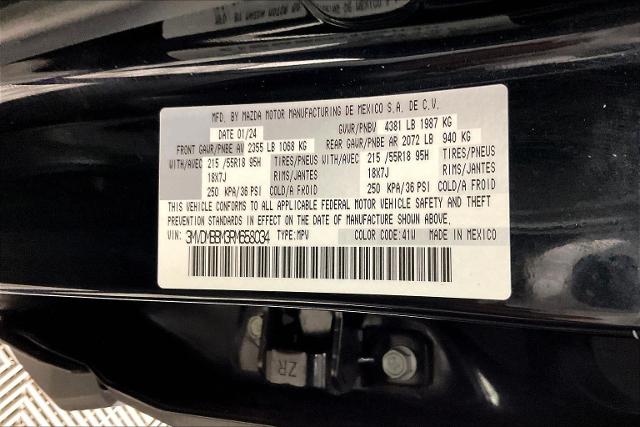 MFD. BY MAZDA MOTOR MANUFACTURING DE MEXICO S.A. DE C.V.
DATE 01/24 GVWR/PNBV 4381 LB 1987 KG
FRONT GAWR/PNBE AV 2355 LB 1068 KG REAR GAWR/PNBE AR 2072 LB 940 KG
WITH/AVEC 215 /55R18 95H TIRES/PNEUS WITH/AVEC 215 /55R18 95H TIRES/PNEUS
18X7J RIMS/JANTES 18X7J RIMS/JANTES
250 KPA/36 PSI COLD/A FROID 250 KPA/36 PSI COLD/A FROID
THIS VEHICLE CONFORMS TO ALL APPLICABLE FEDERAL MOTOR VEHICLE SAFETY AND THEFT
PREVENTION STANDARDS IN EFFECT ON THE DATE OF MANUFACTURE SHOWN ABOVE.
VIN: 3MVDMBBM3RM658034 TYPE: MPV COLOR CODE: 41W MADE IN MEXICO
ZR